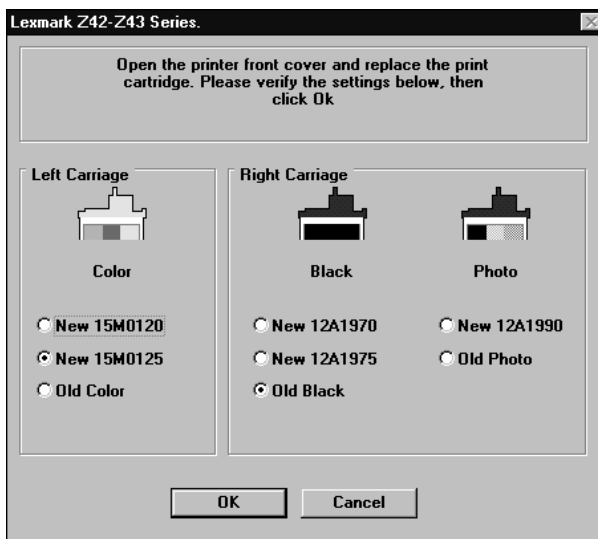 Lexmark Z42-Z43 Series.
Open the printer front cover and replace the print
cartridge. Please verify the settings below, then
click Ok
Left Carriage
Color
New 15M0120
New 15M0125
Old Color
Right Carriage
Black
Photo
New 12A1970
New 12A1990
New 12A1975
Old Photo
Old Black
OK
Cancel